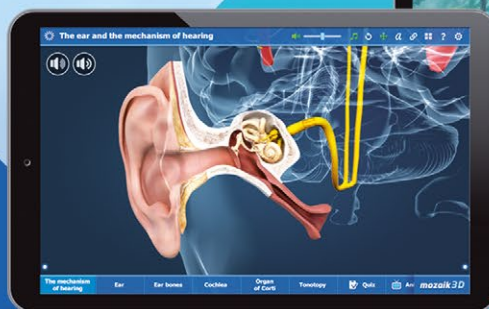 The ear and the mechanism of hearing
a ?
The mechanism
of hearing
Ear
Ear bones
Cochlea
Organ
of Corti
Tonotopy
Quiz
mozaik3D